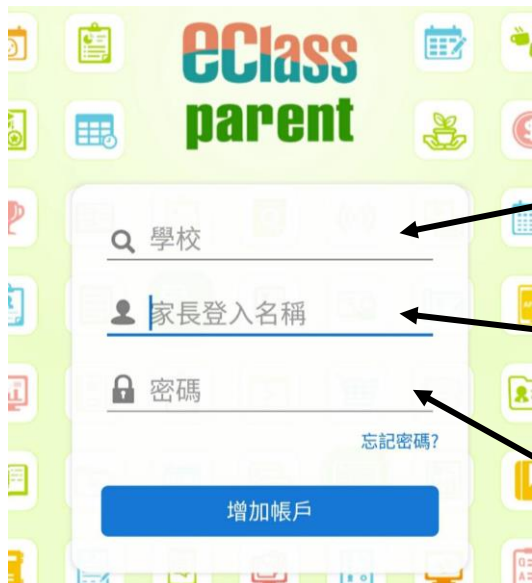 eClass
parent
學校
家長登入名稱
密碼
忘記密碼?
增加帳戶